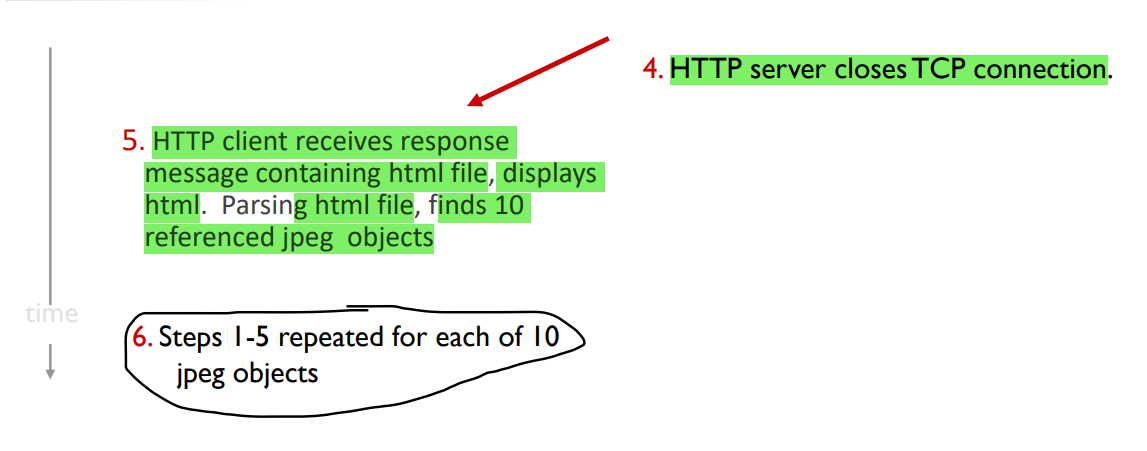 4. HTTP server closes TCP connection.
5. HTTP client receives response
message containing html file, displays
html. Parsing html file, finds 10
referenced jpeg objects
time
6. Steps 1-5 repeated for each of 10
jpeg objects